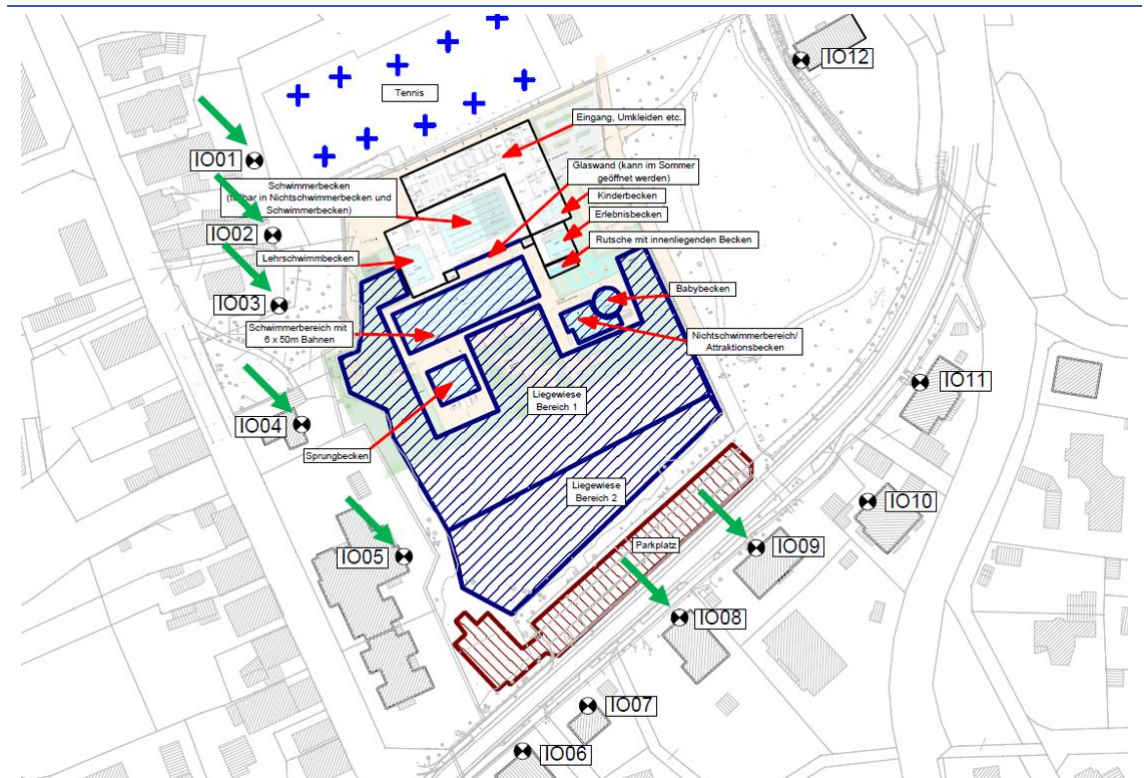 IO12
Tennis
Eingang, Umkleiden etc.
IO01
Glaswand (kann im Sommer
geöffnet werden)
Schwimmerbecken
in Nichtschwimmerbecken und
Schwimmerbecken)
Kinderbecken
Erlebnisbecken
IO02
Rutsche mit innenliegenden Becken
Lehrschwimmbecken
Babybecken
IO03
Schwimmerbereich mit
6 x 50m Bahnen
Nichtschwimmerbereich/
Attraktionsbecken
IO11
Liegewiese
Bereich 1
IO04
Sprungbecken
Liegewiese
Bereich 2
IO10
Parkplatz
IO09
IO05
IO08
IO07
IO06